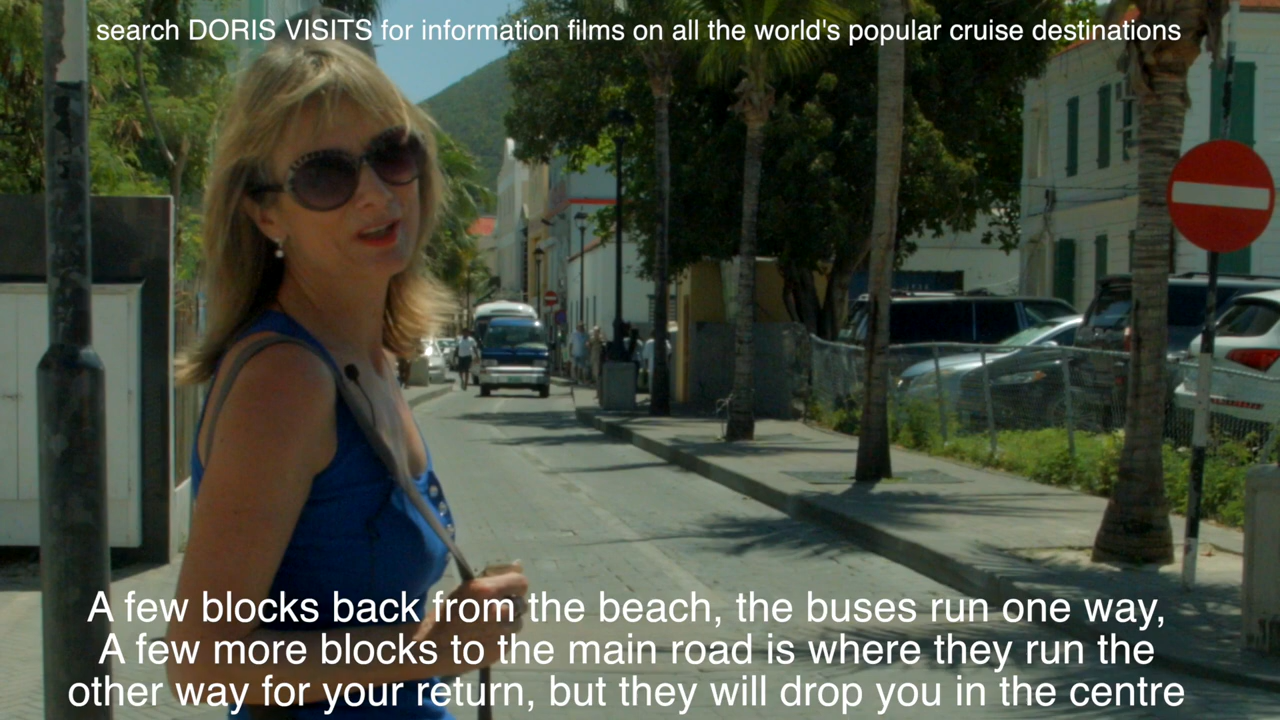 search DORIS VISITS for information films on all the world's popular cruise destinations
A few blocks back from the beach, the buses run one way,
A few more blocks to the main road is where they run the
other way for your return, but they will drop you in the centre